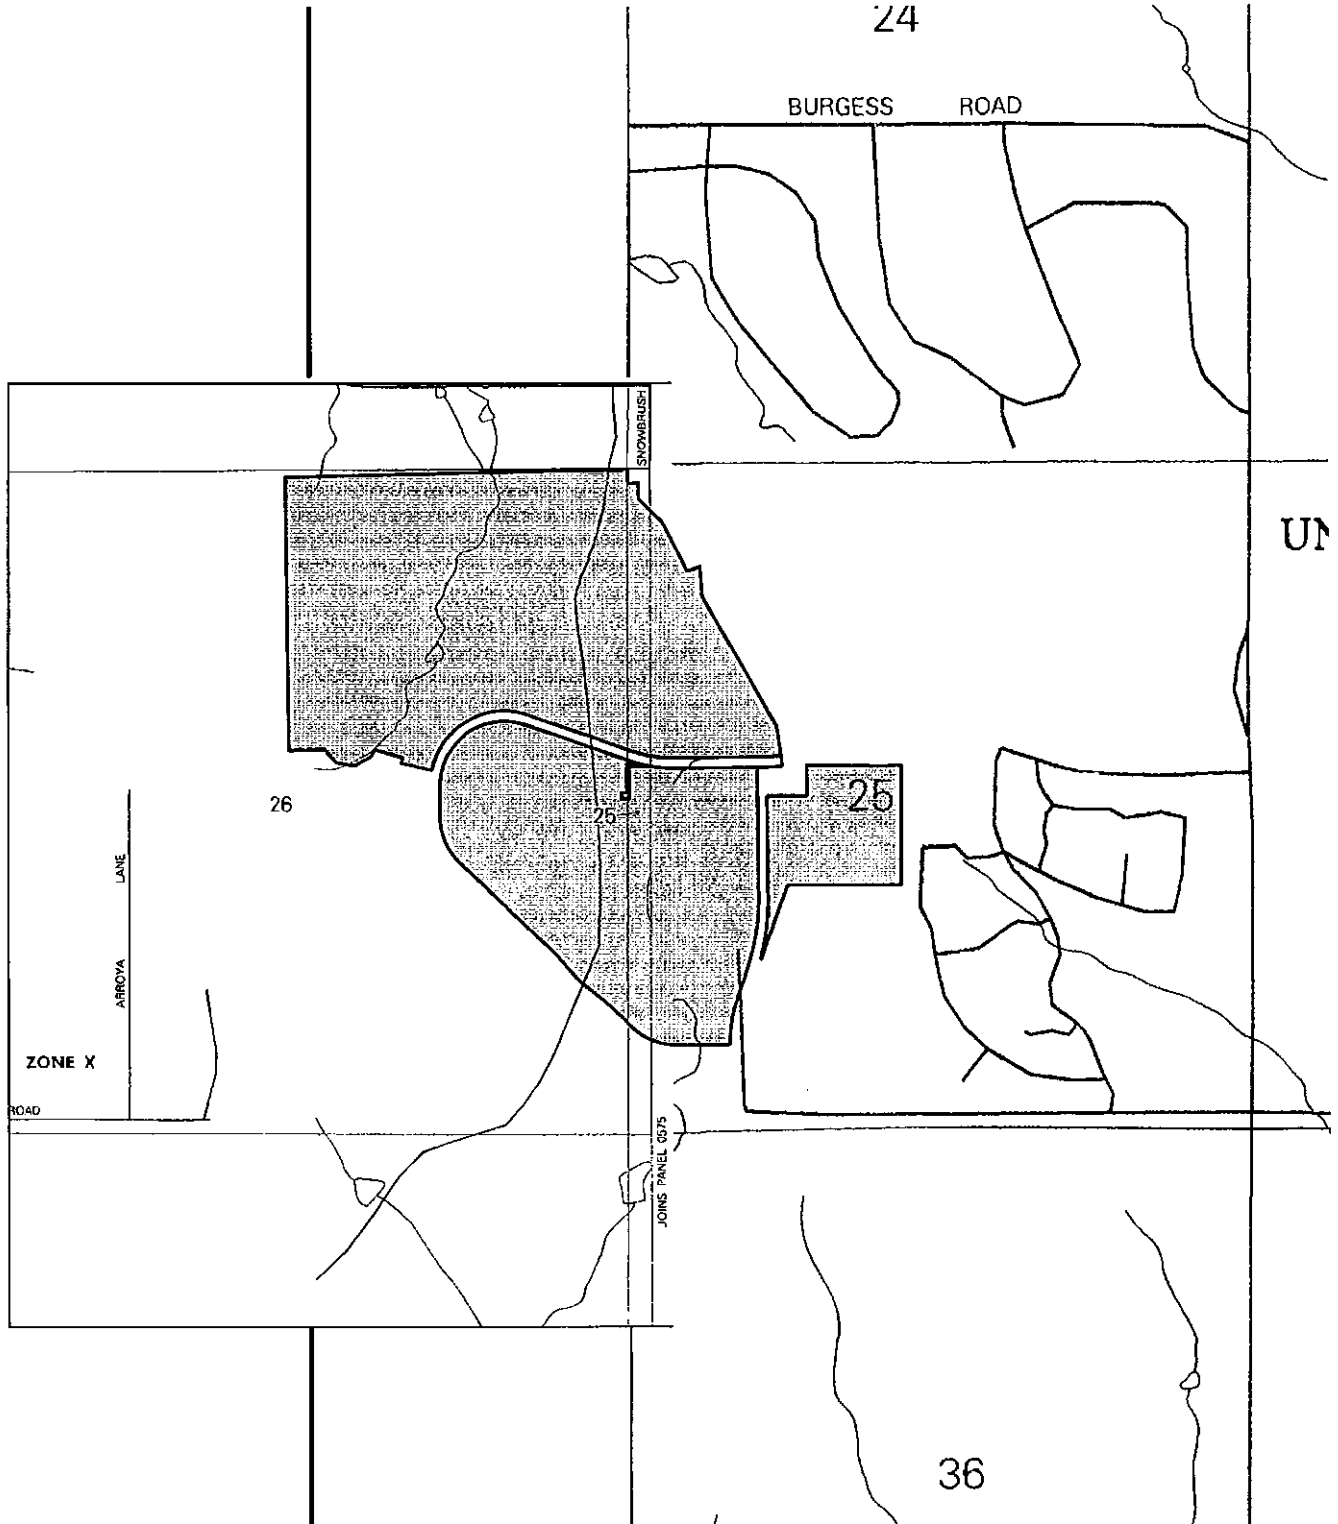 24
BURGESS ROAD
SNOWBRUSH
UN
25
26
25
ARROYA LANE
ZONE X
ROAD
JOINS PANEL 0575
36